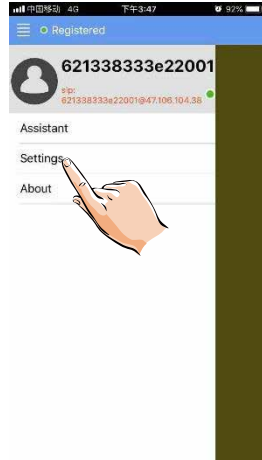 中国移动 4G 下午3:47 92%
Registered
621338333e22001
sip:
621338333e22001@47.106.104.38
Assistant
Settings
About